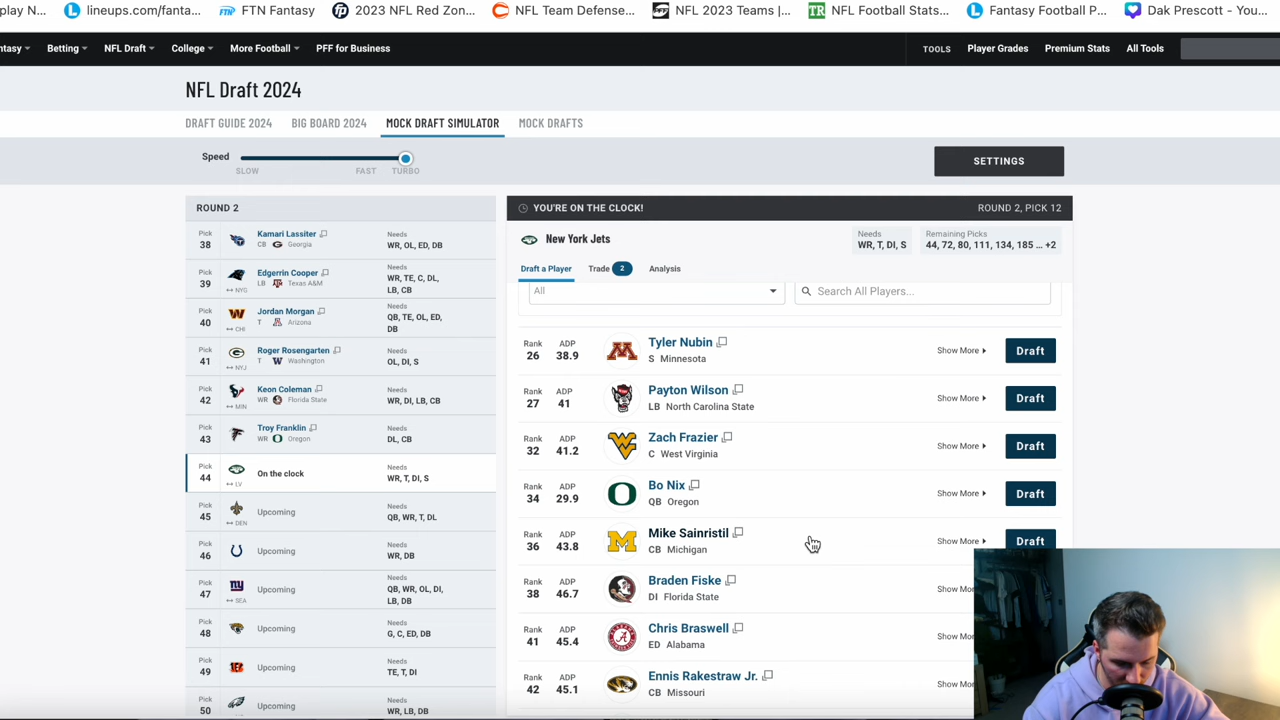 play N... lineups.com/fanta... FTN Fantasy 2023 NFL Red Zon... NFL Team Defense... NFL 2023 Teams |... NFL Football Stats... Fantasy Football P... Dak Prescott - You...
ntasy Betting NFL Draft College More Football PFF for Business TOOLS Player Grades Premium Stats All Tools
NFL Draft 2024
DRAFT GUIDE 2024 BIG BOARD 2024 MOCK DRAFT SIMULATOR MOCK DRAFTS
Speed
SLOW FAST TURBO
SETTINGS
ROUND 2
Pick 38 Kamari Lassiter Needs
CB Georgia WR, OL, ED, DB
Pick 39 Edgerrin Cooper Needs
LB Texas A&M WR, TE, C, DL,
↔ NYG LB, CB
Pick 40 Jordan Morgan Needs
T Arizona QB, TE, OL, ED,
↔ CHI DB
Pick 41 Roger Rosengarten Needs
T Washington OL, DI, S
↔ NYJ
Pick 42 Keon Coleman Needs
WR Florida State WR, DI, LB, CB
↔ MIN
Pick 43 Troy Franklin Needs
WR Oregon DL, CB
↔ ATL
Pick 44 On the clock Needs
WR, T, DI, S
↔ LV
Pick 45 Upcoming Needs
QB, WR, T, DL
↔ DEN
Pick 46 Upcoming Needs
WR, DB
Pick 47 Upcoming Needs
QB, WR, OL, DI,
↔ SEA LB, DB
Pick 48 Upcoming Needs
G, C, ED, DB
Pick 49 Upcoming Needs
TE, T, DI
Pick 50 Upcoming Needs
WR, LB, DB
YOU'RE ON THE CLOCK! ROUND 2, PICK 12
New York Jets
Needs
WR, T, DI, S
Remaining Picks
44, 72, 80, 111, 134, 185 ... +2
Draft a Player Trade 2 Analysis
All Search All Players...
Rank 26 ADP 38.9 Tyler Nubin Show More Draft
S Minnesota
Rank 27 ADP 41 Payton Wilson Show More Draft
LB North Carolina State
Rank 32 ADP 41.2 Zach Frazier Show More Draft
C West Virginia
Rank 34 ADP 29.9 Bo Nix Show More Draft
QB Oregon
Rank 36 ADP 43.8 Mike Sainristil Show More Draft
CB Michigan
Rank 38 ADP 46.7 Braden Fiske Show More
DI Florida State
Rank 41 ADP 45.4 Chris Braswell Show Mor
ED Alabama
Rank 42 ADP 45.1 Ennis Rakestraw Jr. Show Mor
CB Missouri